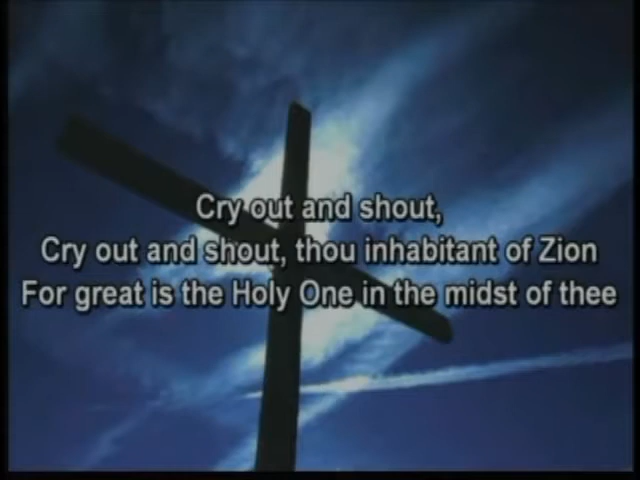 Cry out and shout,
Cry out and shout, thou inhabitant of Zion
For great is the Holy One in the midst of thee